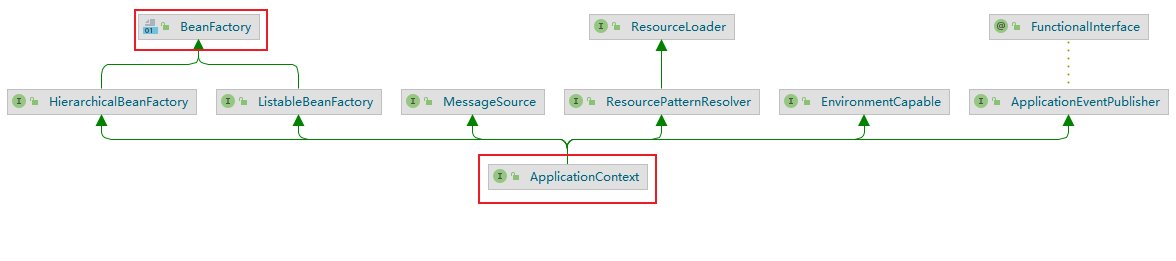 BeanFactory
ResourceLoader
FunctionalInterface
HierarchicalBeanFactory
ListableBeanFactory
MessageSource
ResourcePatternResolver
EnvironmentCapable
ApplicationEventPublisher
ApplicationContext